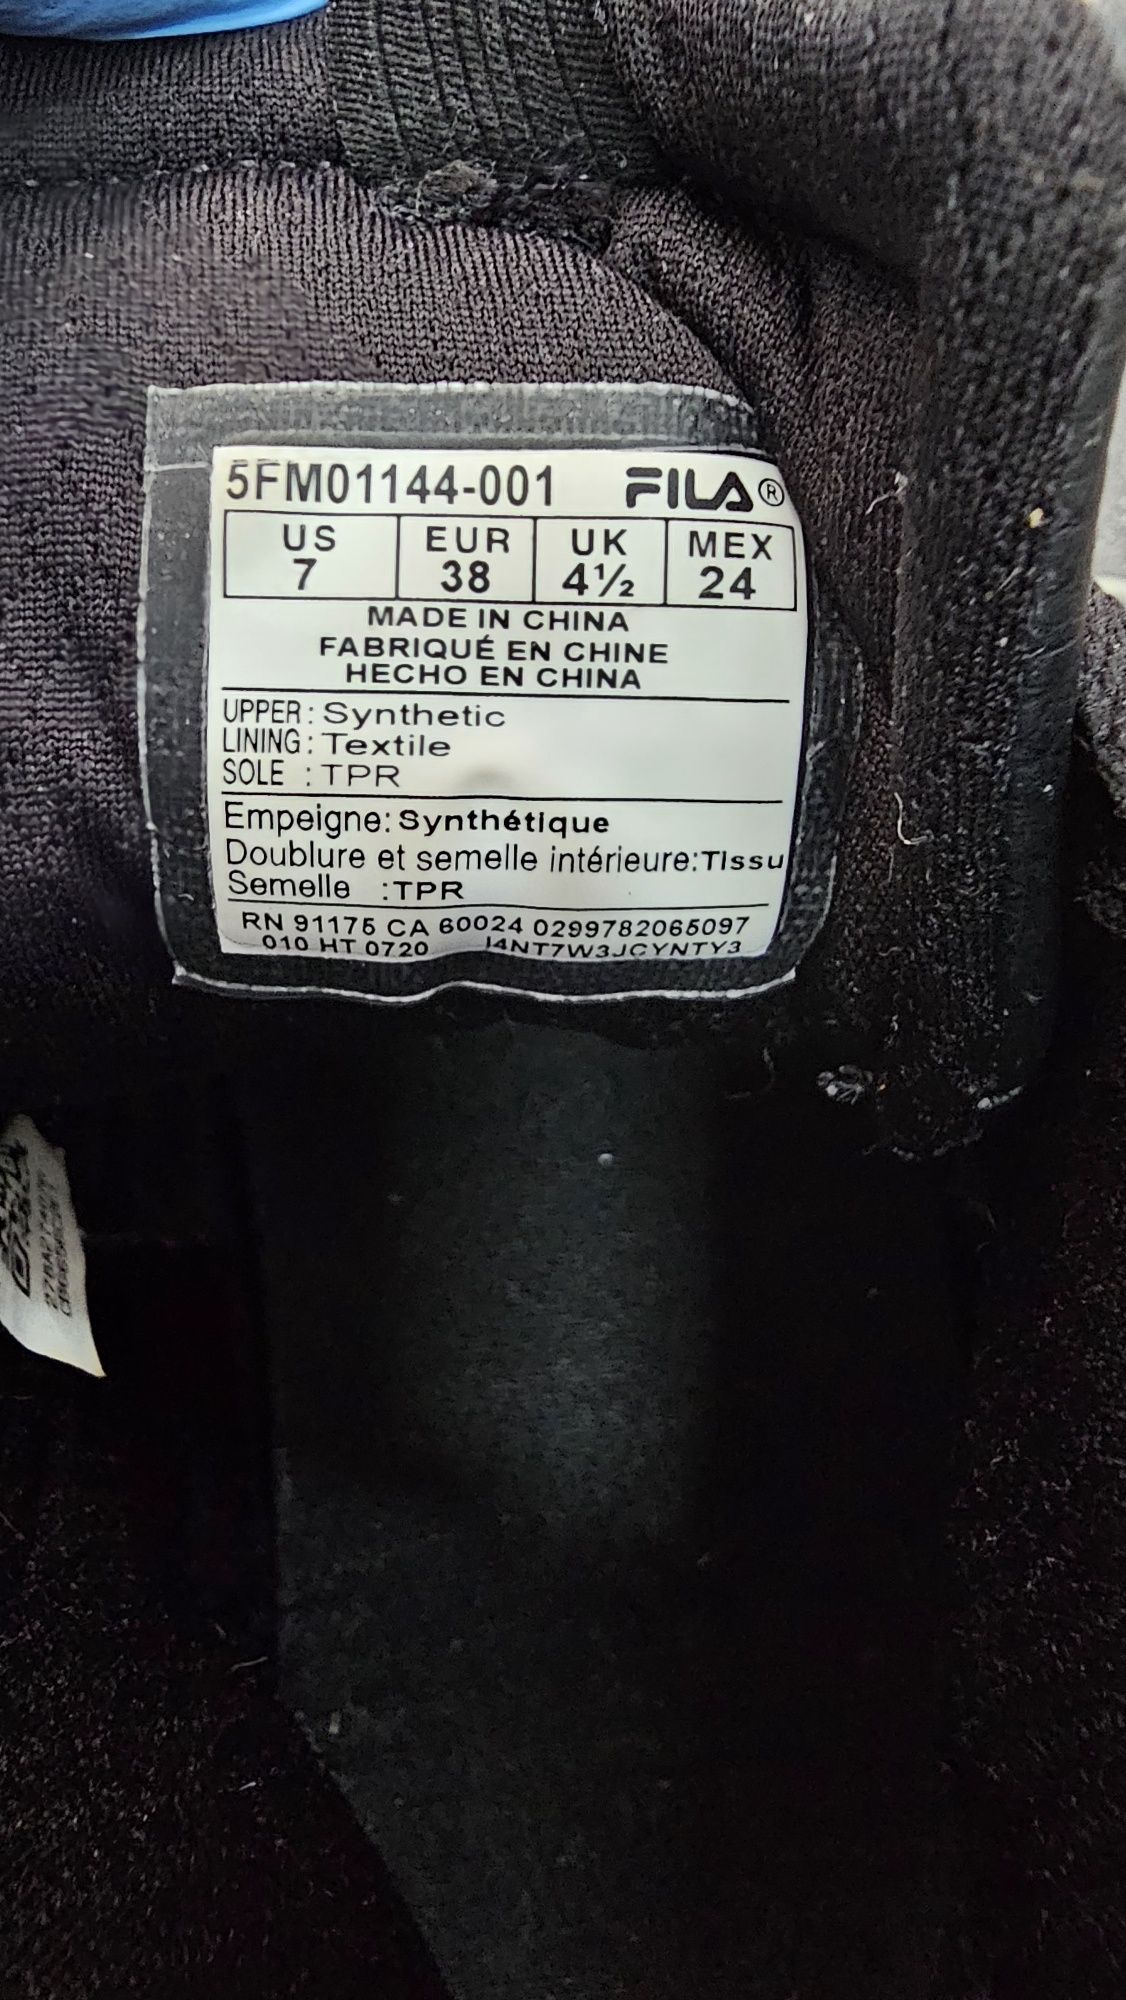 5FM01144-001 FILA®
US EUR UK MEX
7 38 4½ 24
MADE IN CHINA
FABRIQUÉ EN CHINE
HECHO EN CHINA
UPPER: Synthetic
LINING: Textile
SOLE : TPR
Empeigne: Synthétique
Doublure et semelle intérieure: Tissu
Semelle : TPR
RN 91175 CA 60024 0299782065097
010 HT 0720 J4NT7W3JCYNTY3